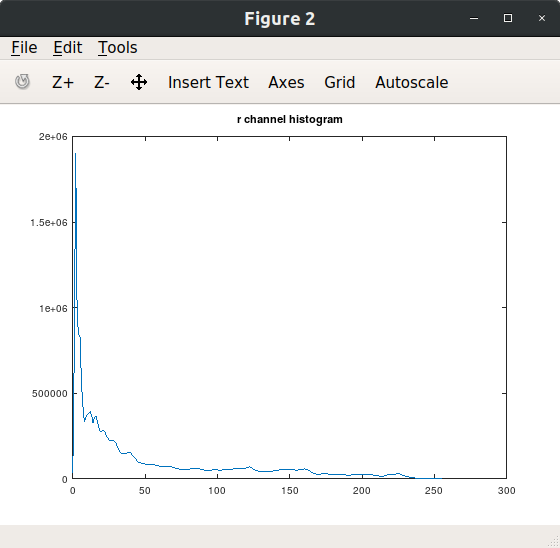 Figure 2
File Edit Tools
Z+ Z- Insert Text Axes Grid Autoscale
r channel histogram
2e+06
1.5e+06
1e+06
500000
0
0 50 100 150 200 250 300